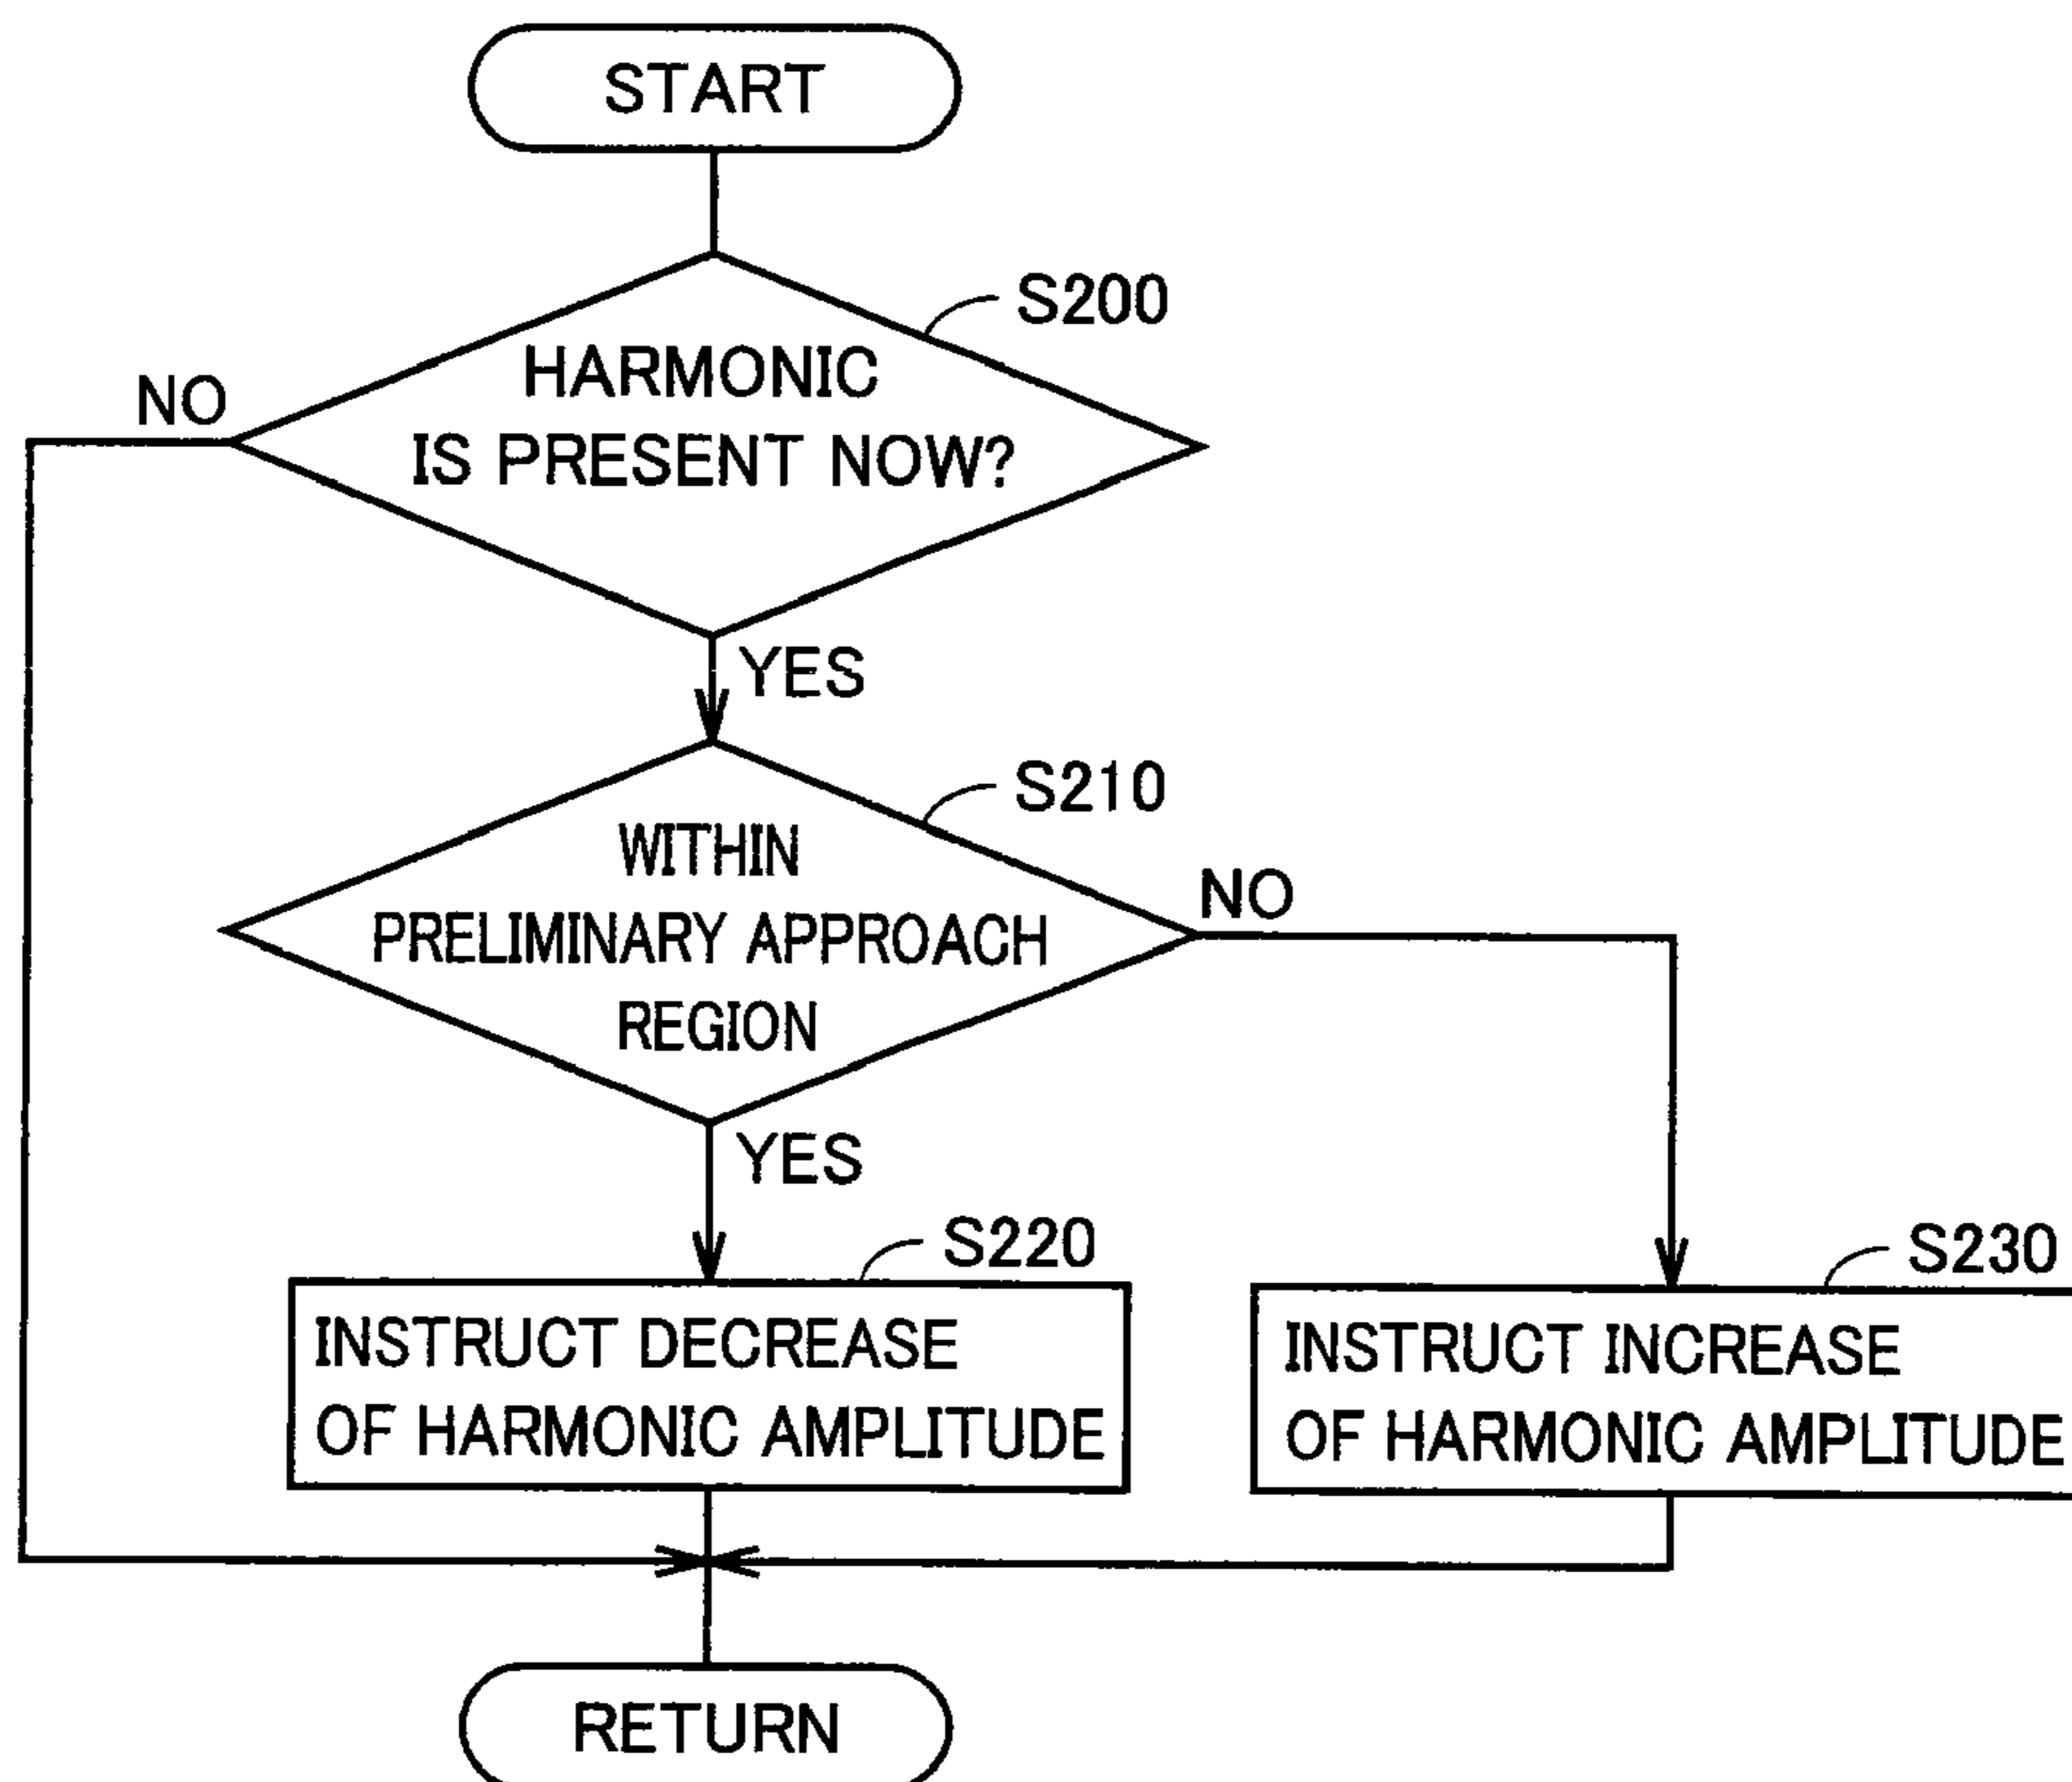 START
S200
HARMONIC
IS PRESENT NOW?
NO
YES
S210
WITHIN
PRELIMINARY APPROACH
REGION
NO
YES
S220
INSTRUCT DECREASE
OF HARMONIC AMPLITUDE
S230
INSTRUCT INCREASE
OF HARMONIC AMPLITUDE
RETURN